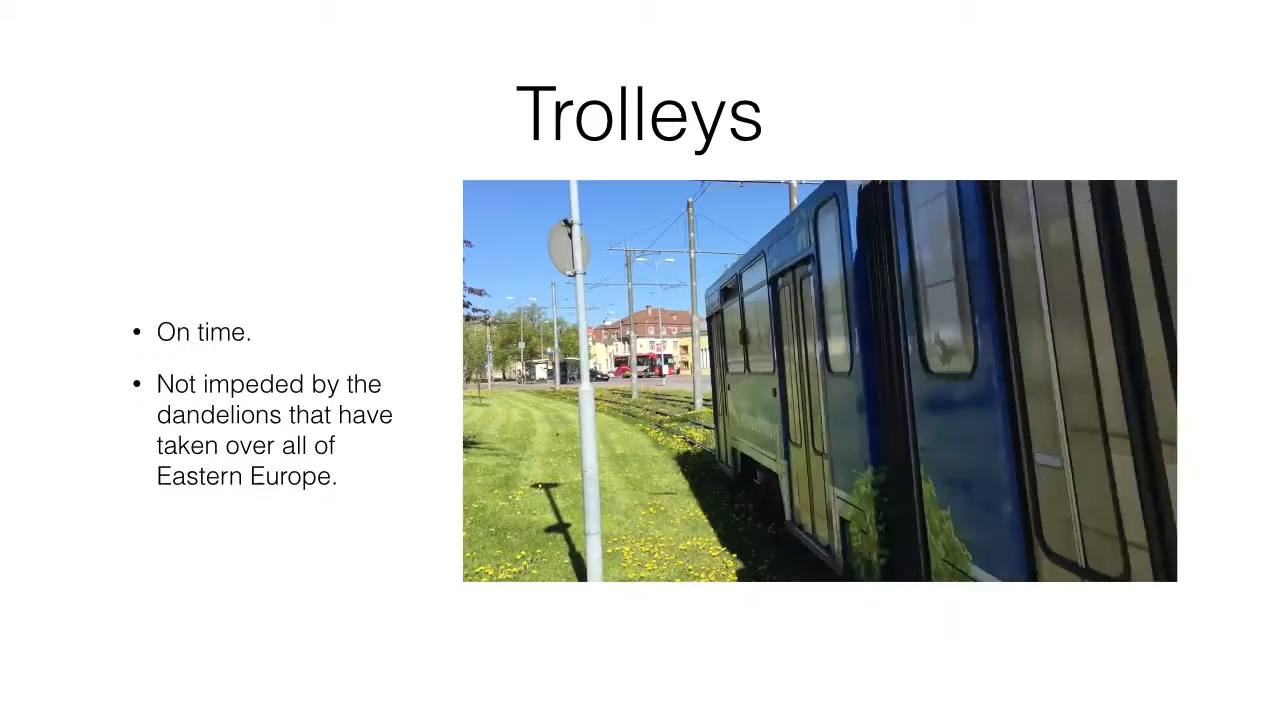 Trolleys
• On time.
• Not impeded by the
dandelions that have
taken over all of
Eastern Europe.